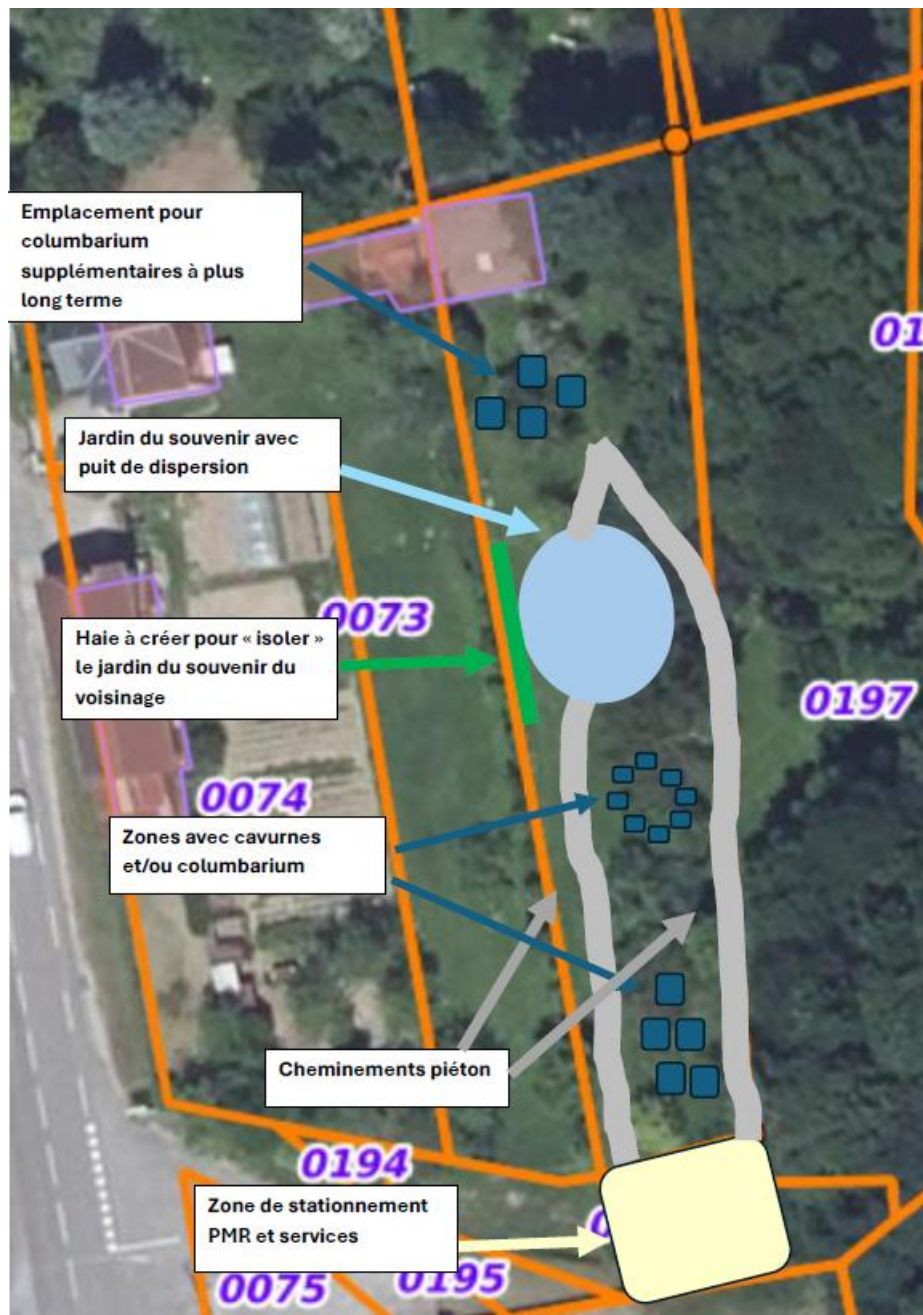 Emplacement pour
columbarium
supplémentaires à plus
long terme
01
Jardin du souvenir avec
puit de dispersion
0073
Haie à créer pour « isoler »
le jardin du souvenir du
voisinage
0197
0074
Zones avec cavurnes
et/ou columbarium
Cheminements piéton
0194
Zone de stationnement
PMR et services
0075
0195